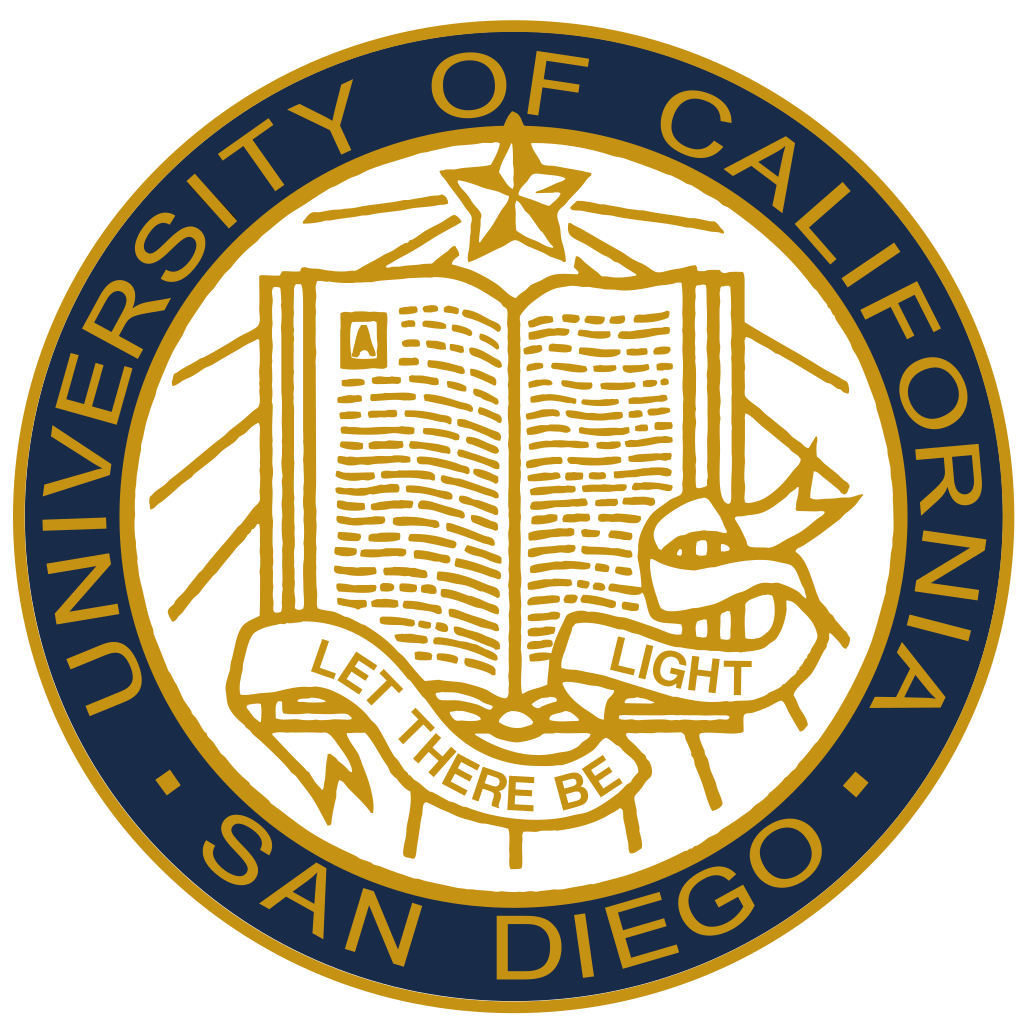 UNIVERSITY OF CALIFORNIA
SAN DIEGO
A
LET THERE BE LIGHT